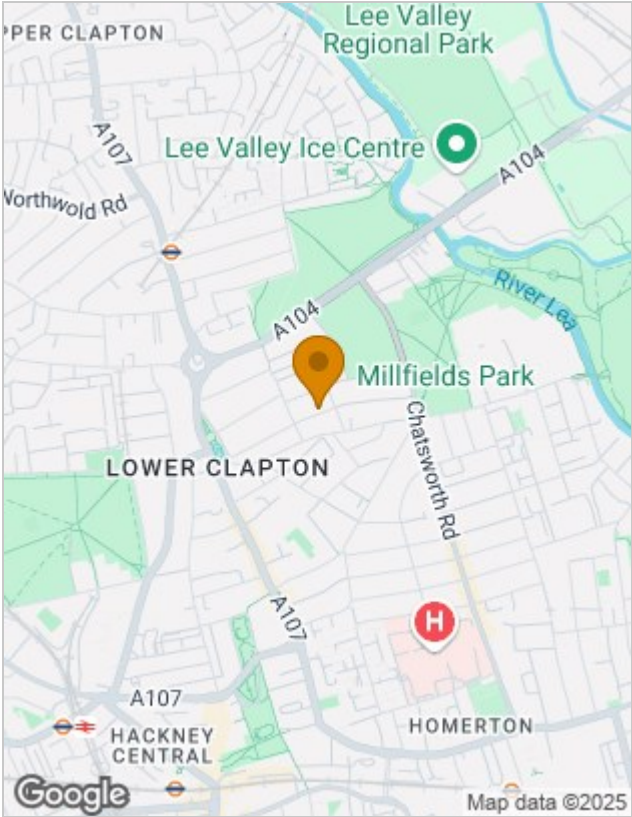 Lee Valley
Regional Park
PPER CLAPTON
A107
Lee Valley Ice Centre
A104
Northwold Rd
River Lea
A104
Millfields Park
Chatsworth Rd
LOWER CLAPTON
A107
H
A107
HOMERTON
HACKNEY
CENTRAL
Google
Map data ©2025